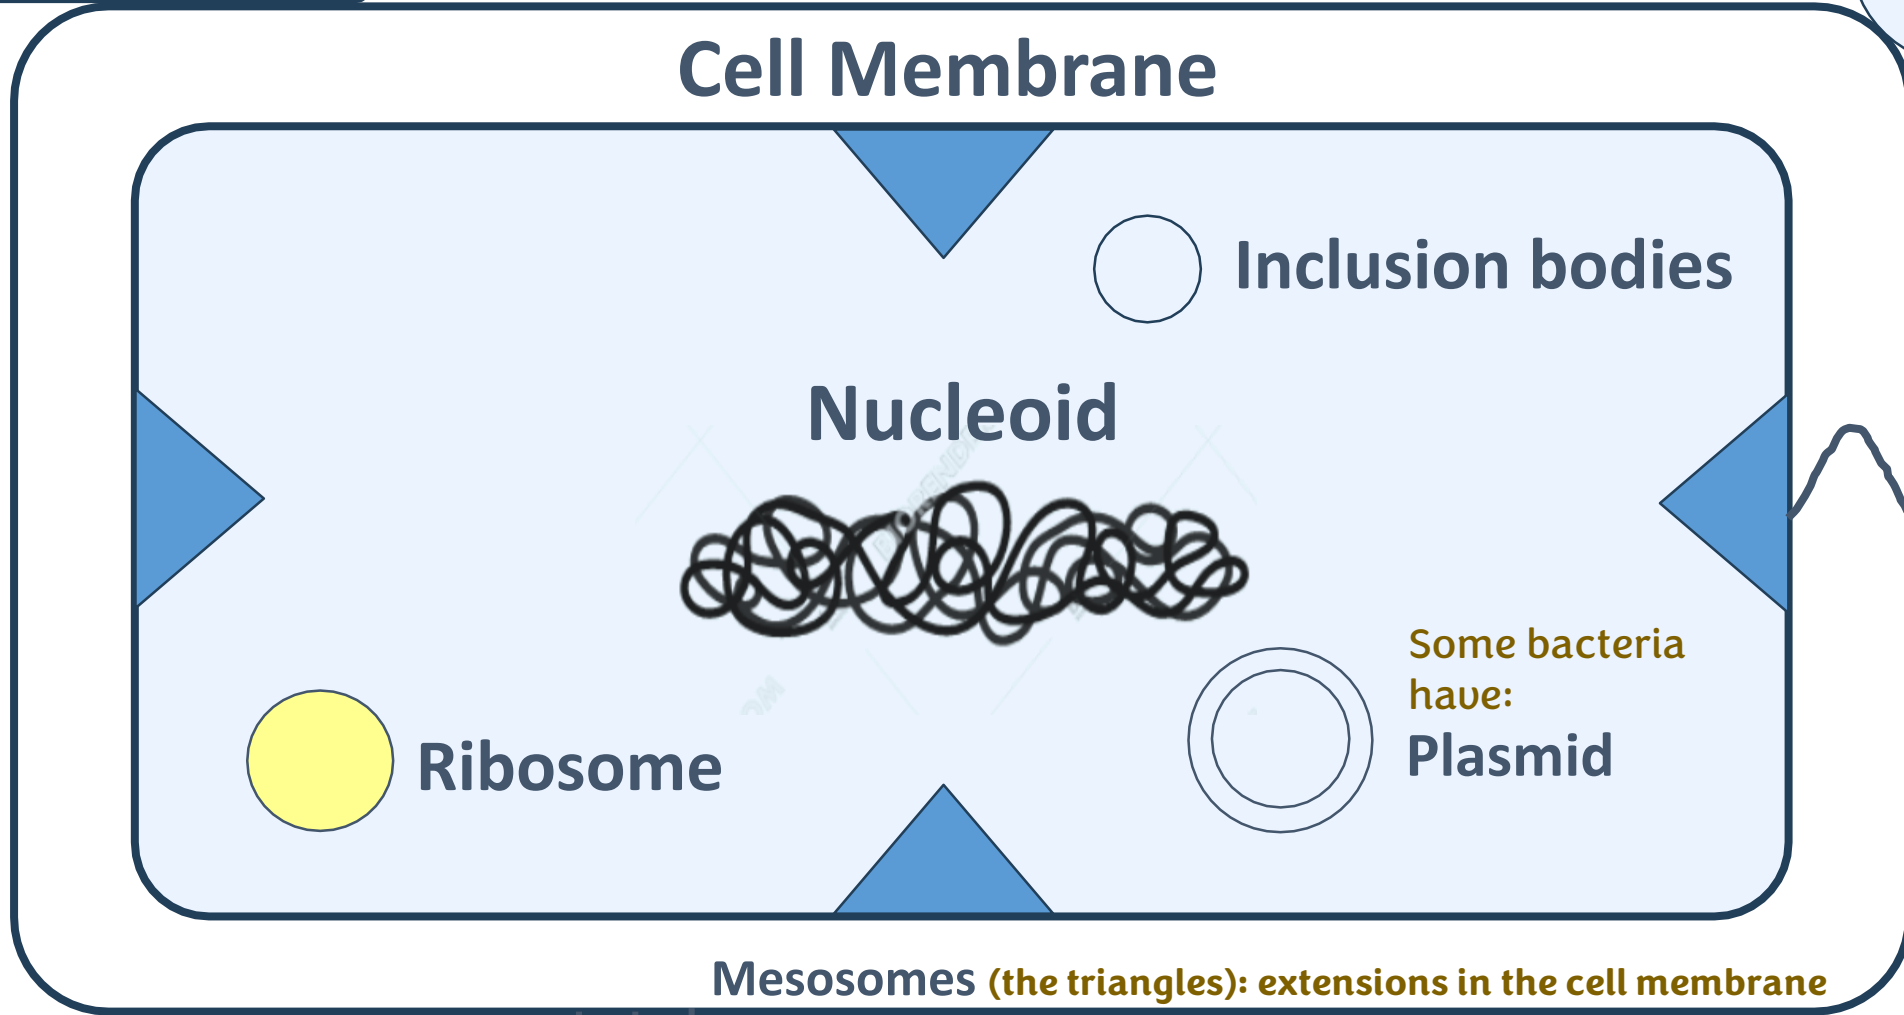 Cell Membrane
Inclusion bodies
Nucleoid
Some bacteria
have:
Plasmid
Ribosome
Mesosomes (the triangles): extensions in the cell membrane